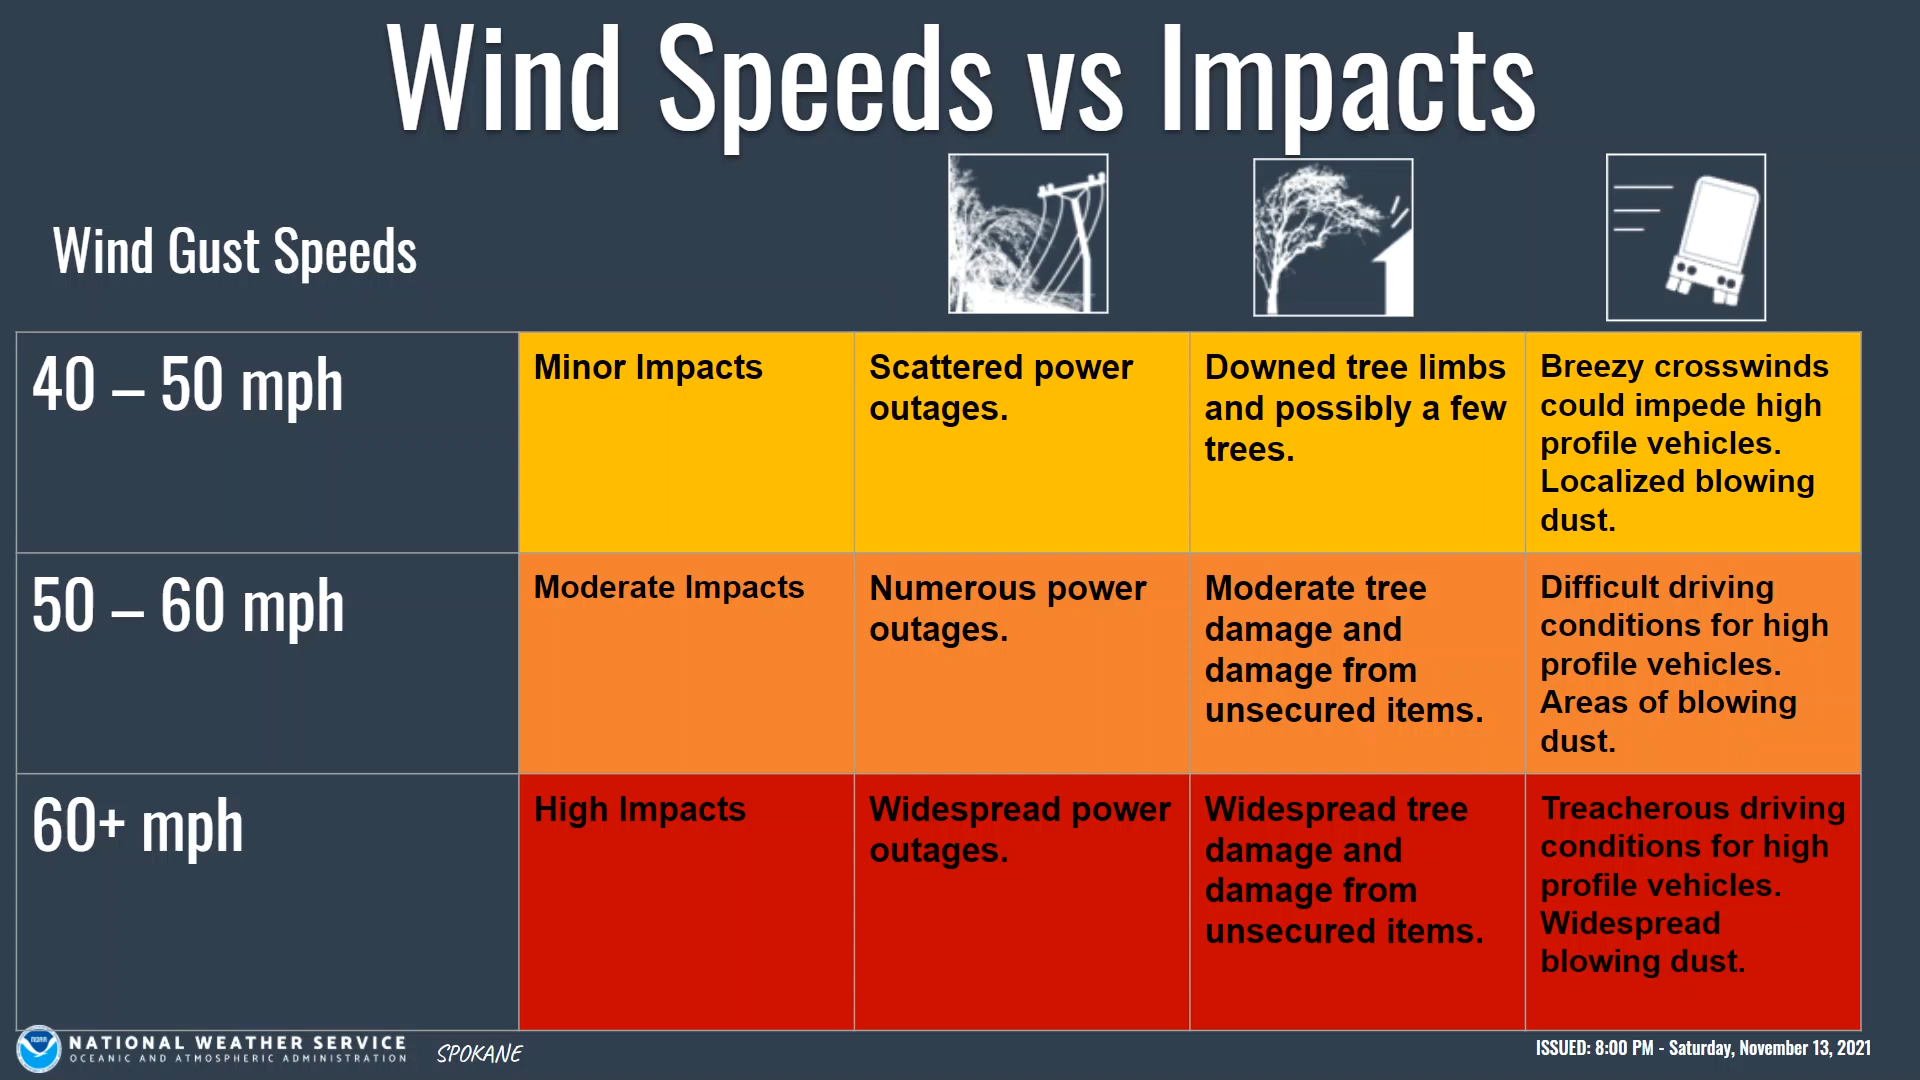 Wind Speeds vs Impacts
Wind Gust Speeds
40 – 50 mph
Minor Impacts
Scattered power
outages.
Downed tree limbs
and possibly a few
trees.
Breezy crosswinds
could impede high
profile vehicles.
Localized blowing
dust.
50 – 60 mph
Moderate Impacts
Numerous power
outages.
Moderate tree
damage and
damage from
unsecured items.
Difficult driving
conditions for high
profile vehicles.
Areas of blowing
dust.
60+ mph
High Impacts
Widespread power
outages.
Widespread tree
damage and
damage from
unsecured items.
Treacherous driving
conditions for high
profile vehicles.
Widespread
blowing dust.
NOAA
NATIONAL WEATHER SERVICE
OCEANIC AND ATMOSPHERIC ADMINISTRATION
SPOKANE
ISSUED: 8:00 PM - Saturday, November 13, 2021